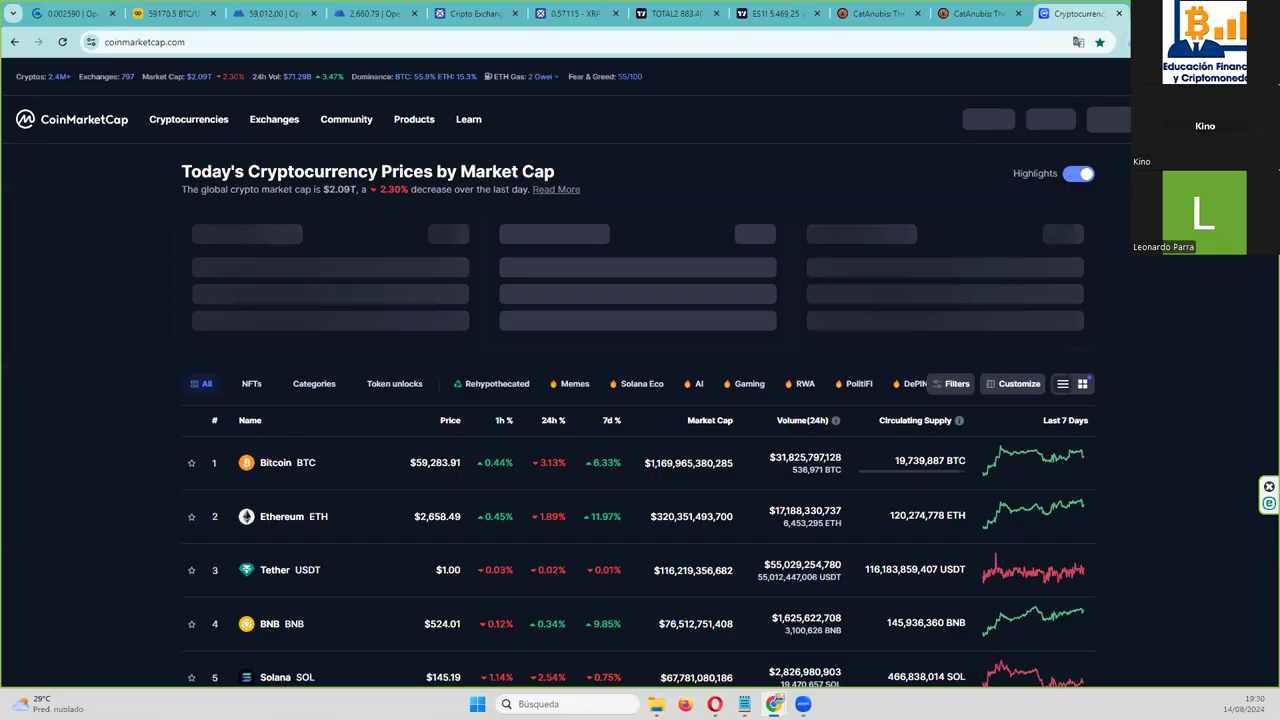 0.002590 | Ope
59170.5 BTC/U
59,012.00 | Ope
2,660.79 | Ope
Cripto Exchan
0.57115 - XRP
TOTAL2 883.40
ES1! 5.469,25
CatAnubis: The
CatAnubis: The
Cryptocurrency
coinmarketcap.com
Educación Financ
y Criptomoneda
Cryptos: 2.4M+ Exchanges: 797 Market Cap: $2.09T 2.30% 24h Vol: $71.29B 3.47% Dominance: BTC: 55.9% ETH: 15.3% ETH Gas: 2 Gwei Fear & Greed: 55/100
CoinMarketCap Cryptocurrencies Exchanges Community Products Learn
Kino
Kino
Today's Cryptocurrency Prices by Market Cap
Highlights
The global crypto market cap is $2.09T, a 2.30% decrease over the last day. Read More
L
Leonardo Parra
All NFTs Categories Token unlocks Rehypothecated Memes Solana Eco AI Gaming RWA PolitiFi DePIN Filters Customize
# Name Price 1h % 24h % 7d % Market Cap Volume(24h) Circulating Supply Last 7 Days
1 Bitcoin BTC $59,283.91 0.44% 3.13% 6.33% $1,169,965,380,285 $31,825,797,128 19,739,887 BTC
536,971 BTC
2 Ethereum ETH $2,658.49 0.45% 1.89% 11.97% $320,351,493,700 $17,188,330,737 120,274,778 ETH
6,453,295 ETH
3 Tether USDT $1.00 0.03% 0.02% 0.01% $116,219,356,682 $55,029,254,780 116,183,859,407 USDT
55,012,447,006 USDT
4 BNB BNB $524.01 0.12% 0.34% 9.85% $76,512,751,408 $1,625,622,708 145,936,360 BNB
3,100,626 BNB
5 Solana SOL $145.19 1.14% 2.54% 0.75% $67,781,080,186 $2,826,980,903 466,838,014 SOL
19,470,657 SOL
29°C
Pred. nublado
Búsqueda
19:30
14/08/2024